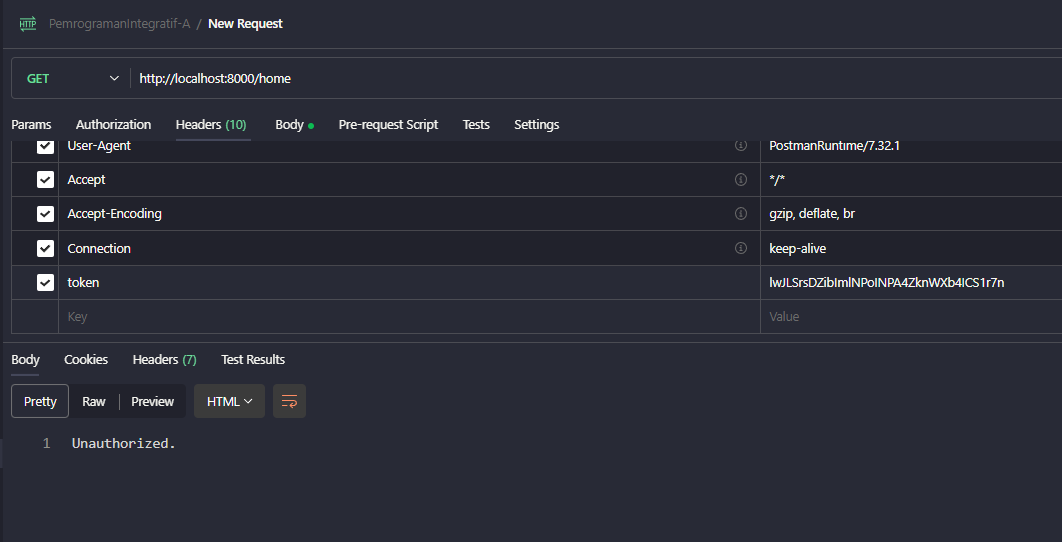 HTTP PemrogramanIntegratif-A / New Request
GET http://localhost:8000/home
Params Authorization Headers (10) Body Pre-request Script Tests Settings
User-Agent PostmanRuntime/7.32.1
Accept */*
Accept-Encoding gzip, deflate, br
Connection keep-alive
token lwJLSrsDZibImlNPoINPA4ZknWXb4ICS1r7n
Key Value
Body Cookies Headers (7) Test Results
Pretty Raw Preview HTML
1 Unauthorized.